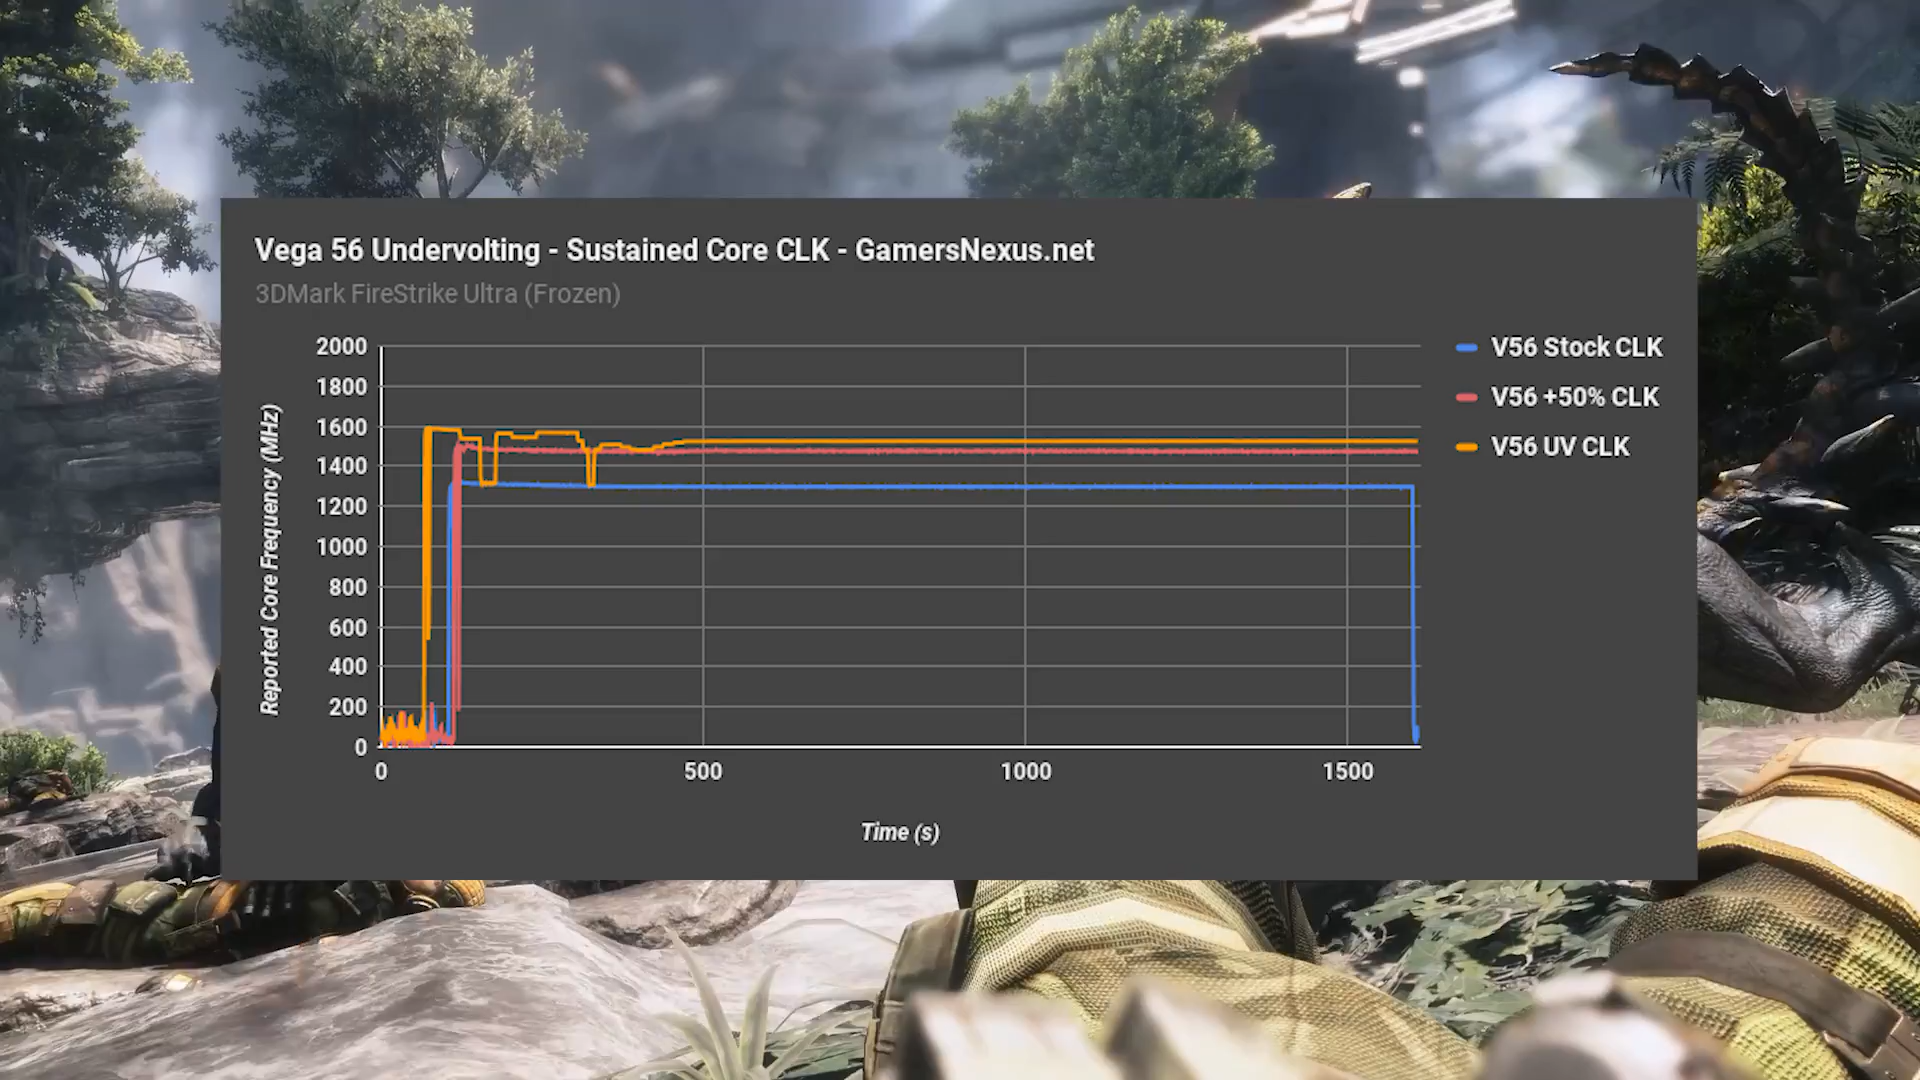 Vega 56 Undervolting - Sustained Core CLK - GamersNexus.net
3DMark FireStrike Ultra (Frozen)
2000
1800
1600
1400
1200
1000
800
600
400
200
0
Reported Core Frequency (MHz)
0
500
1000
1500
Time (s)
V56 Stock CLK
V56 +50% CLK
V56 UV CLK